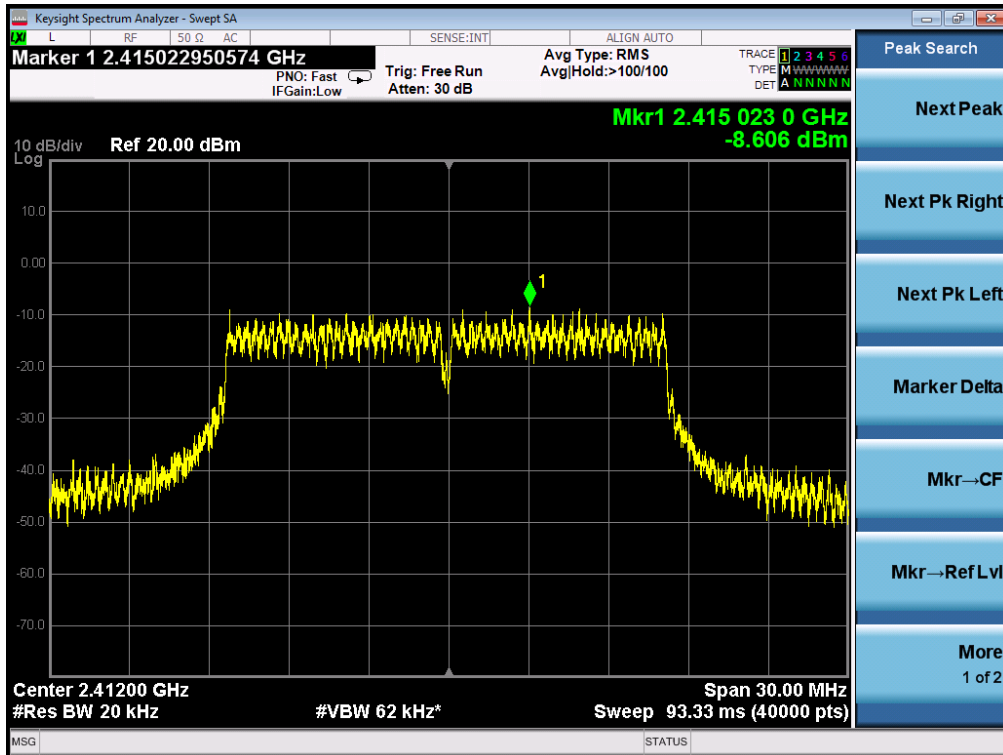 Keysight Spectrum Analyzer - Swept SA
LXI L RF 50 Ω AC SENSE:INT ALIGN AUTO
Marker 1 2.415022950574 GHz
PNO: Fast
IFGain:Low
Trig: Free Run
Atten: 30 dB
Avg Type: RMS
Avg|Hold:>100/100
TRACE 1 2 3 4 5 6
TYPE M WWWWW
DET A N N N N N
Mkr1 2.415 023 0 GHz
-8.606 dBm
10 dB/div Ref 20.00 dBm
Log
10.0
0.00
1
-10.0
-20.0
-30.0
-40.0
-50.0
-60.0
-70.0
Center 2.41200 GHz Span 30.00 MHz
#Res BW 20 kHz #VBW 62 kHz* Sweep 93.33 ms (40000 pts)
MSG STATUS
Peak Search
Next Peak
Next Pk Right
Next Pk Left
Marker Delta
Mkr→CF
Mkr→Ref Lvl
More
1 of 2